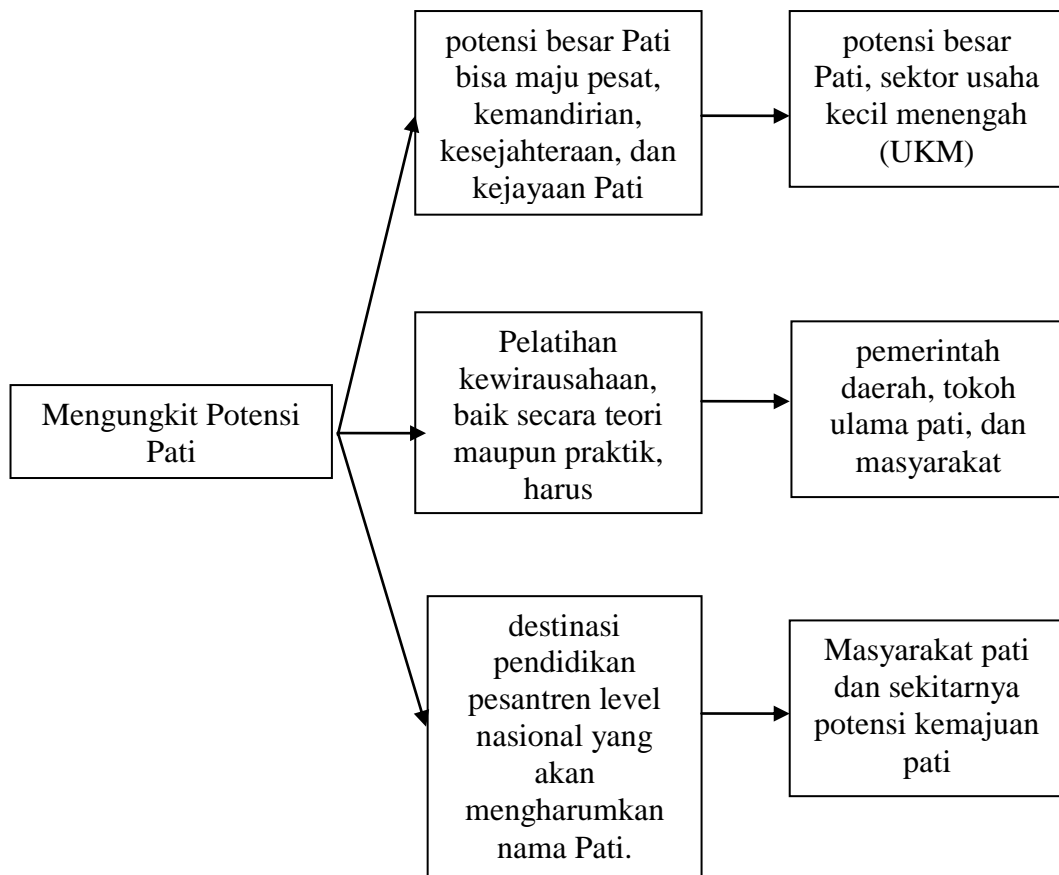 Mengungkit Potensi
Pati
potensi besar Pati
bisa maju pesat,
kemandirian,
kesejahteraan, dan
kejayaan Pati
potensi besar
Pati, sektor usaha
kecil menengah
(UKM)
Pelatihan
kewirausahaan,
baik secara teori
maupun praktik,
harus
pemerintah
daerah, tokoh
ulama pati, dan
masyarakat
destinasi
pendidikan
pesantren level
nasional yang
akan
mengharumkan
nama Pati.
Masyarakat pati
dan sekitarnya
potensi kemajuan
pati